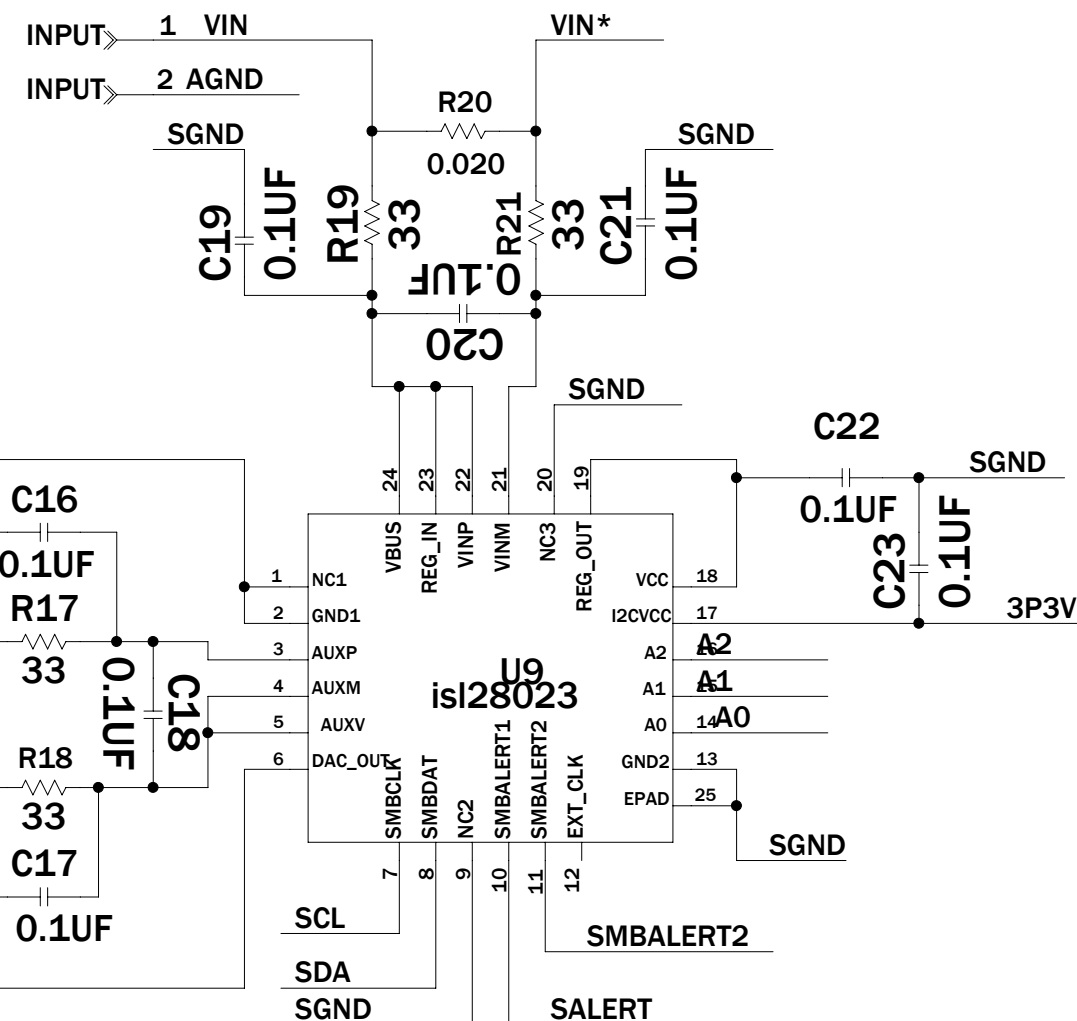 INPUT 1 VIN VIN*
INPUT 2 AGND
R20
0.020
SGND
SGND
C19
0.1UF
R19
33
R21
33
C21
0.1UF
0.1UF
C20
SGND
C22
0.1UF
SGND
C23
0.1UF
3P3V
C16
0.1UF
R17
33
0.1UF
C18
R18
33
C17
0.1UF
24 23 22 21 20 19
VBUS REG_IN VINP VINM NC3 REG_OUT
1 NC1
2 GND1
3 AUXP
4 AUXM
5 AUXV
6 DAC_OUT
U9
isl28023
VCC 18
I2CVCC 17
A2 16 A2
A1 15 A1
A0 14 A0
GND2 13
EPAD 25
SGND
SMBCLK SMBDAT NC2 SMBALERT1 SMBALERT2 EXT_CLK
7 8 9 10 11 12
SCL
SMBALERT2
SDA
SGND
SALERT